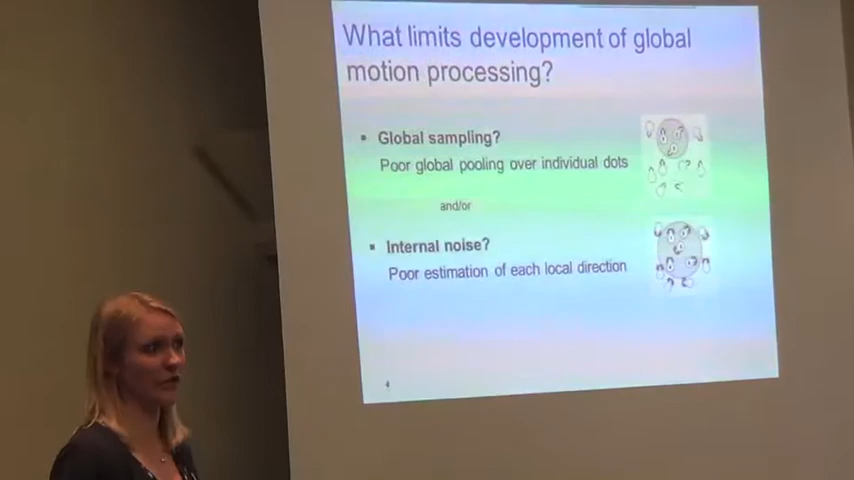 What limits development of global
motion processing?
▪ Global sampling?
Poor global pooling over individual dots
and/or
▪ Internal noise?
Poor estimation of each local direction
4